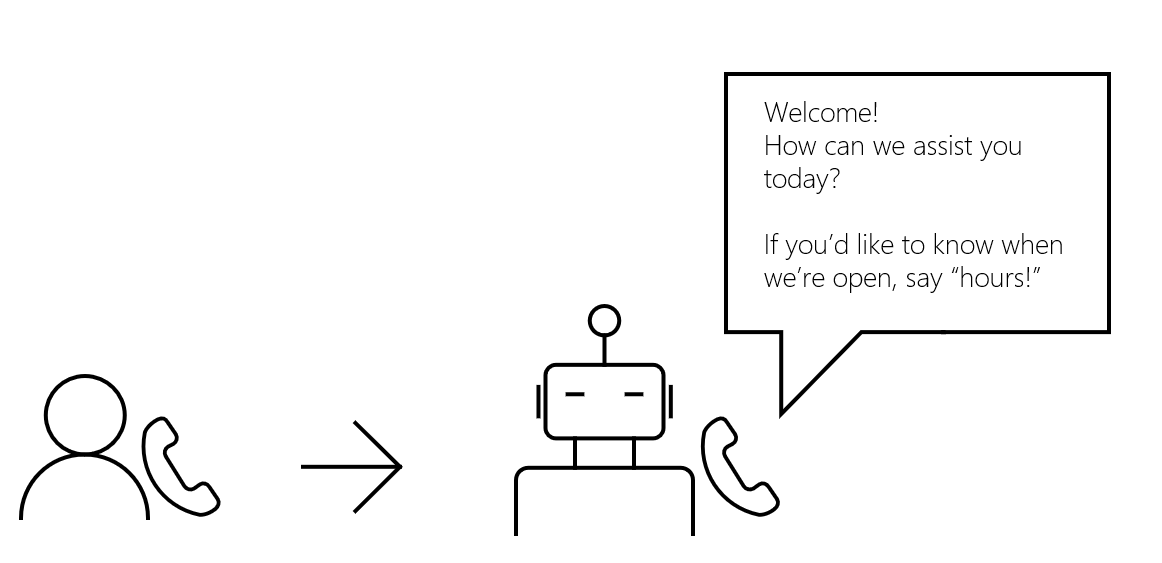 Welcome!
How can we assist you
today?
If you’d like to know when
we’re open, say “hours!”